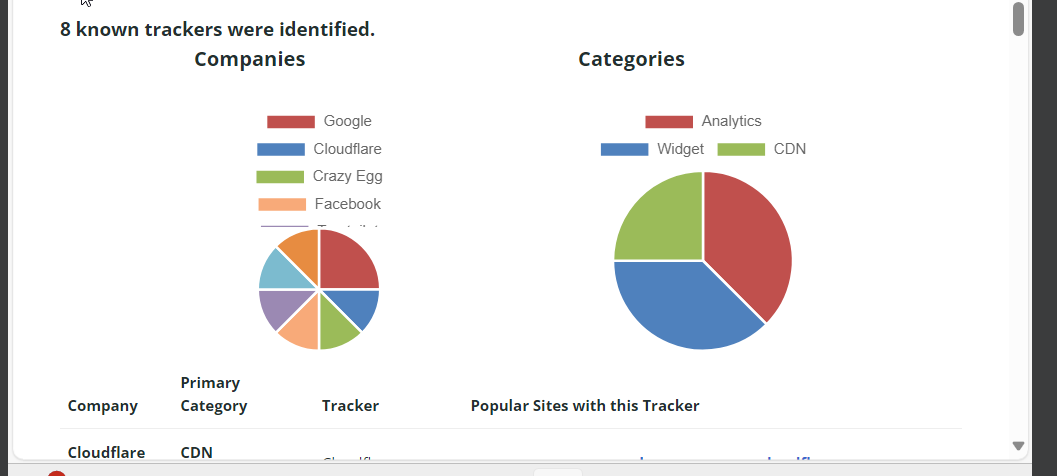 8 known trackers were identified.
Companies
Google
Cloudflare
Crazy Egg
Facebook
Categories
Analytics
Widget CDN
Company Primary Category Tracker Popular Sites with this Tracker
Cloudflare CDN